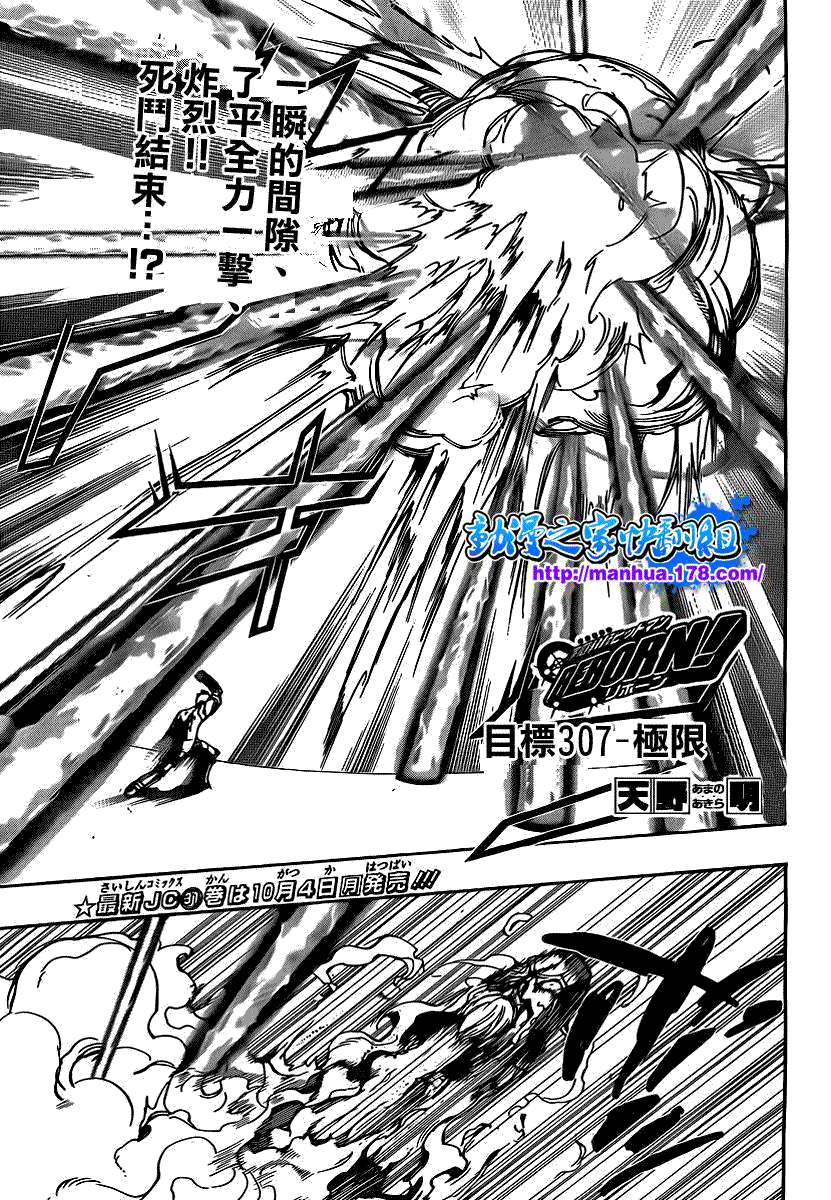 一瞬的間隙、
了平全力一擊、
炸烈!!
死鬥結束…!?
動漫之家快翻組
http://manhua.178.com/
REBORN!
リボーン
目標307-極限
天野明
あまの
あきら
さいしんコミックス かん がつ か はつばい
☆最新JC㉛巻は10月4日月発売!!!